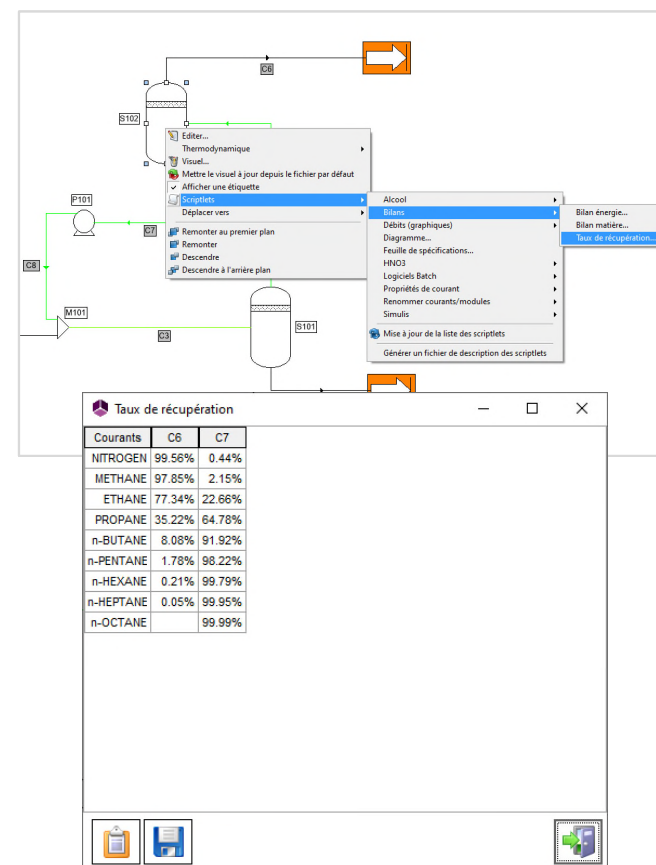 C6
S102
Editer...
Thermodynamique
Visuel...
Mettre le visuel à jour depuis le fichier par défaut
Afficher une étiquette
Scriptlets
Déplacer vers
Remonter au premier plan
Remonter
Descendre
Descendre à l'arrière plan
Alcool
Bilans
Débits (graphiques)
Diagramme...
Feuille de spécifications...
HNO3
Logiciels Batch
Propriétés de courant
Renommer courants/modules
Simulis
Mise à jour de la liste des scriptlets
Générer un fichier de description des scriptlets
Bilan énergie...
Bilan matière...
Taux de récupération...
P101
C7
C8
M101
C3
S101
Taux de récupération
Courants C6 C7
NITROGEN 99.56% 0.44%
METHANE 97.85% 2.15%
ETHANE 77.34% 22.66%
PROPANE 35.22% 64.78%
n-BUTANE 8.08% 91.92%
n-PENTANE 1.78% 98.22%
n-HEXANE 0.21% 99.79%
n-HEPTANE 0.05% 99.95%
n-OCTANE 99.99%